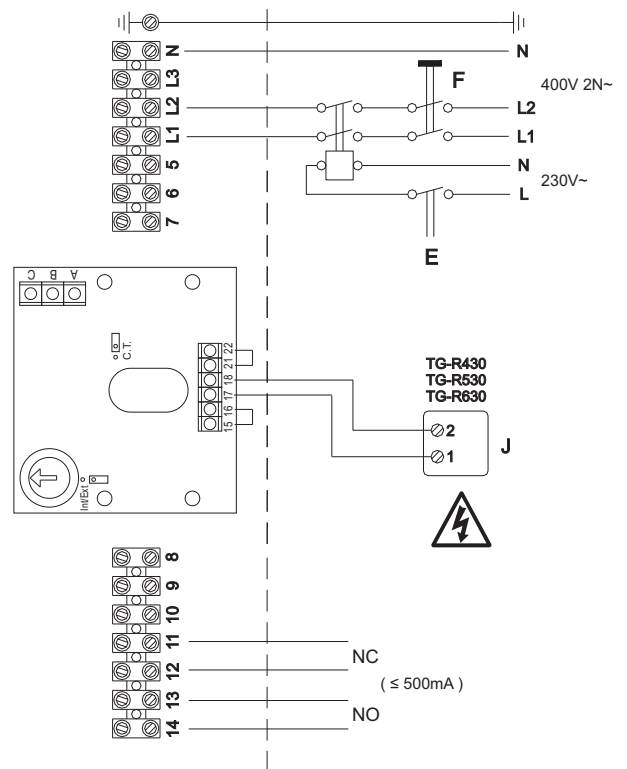 N
N
L3
F
400V 2N~
L2
L2
L1
L1
5
N
230V~
6
L
7
E
C B A
C.T.
22
21
18
17
16
15
TG-R430
TG-R530
TG-R630
2
J
1
Int/Ext
8
9
10
11
NC
12
( ≤ 500mA )
13
NO
14